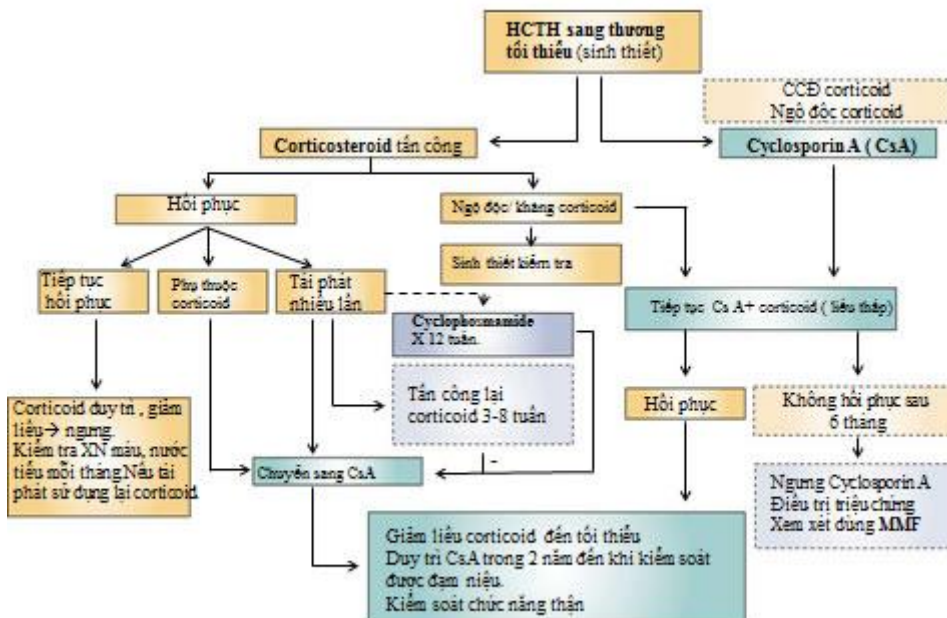 HCTH sang thương
tối thiểu (sinh thiết)
CCĐ corticoid
Ngộ độc corticoid
Corticosteroid tấn công
Cyclosporin A ( CsA)
Hồi phục
Ngộ độc/ kháng corticoid
Sinh thiết kiểm tra
Tiếp tục
hồi phục
Phụ thuộc
corticoid
Tái phát
nhiều lần
Cyclophosmamide
X 12 tuần.
Tiếp tục Cs A+ corticoid ( liều thấp)
Tấn công lại
corticoid 3-8 tuần
Hồi phục
Không hồi phục sau
6 tháng
Corticoid duy trì , giảm
liều→ ngưng.
Kiểm tra XN máu, nước
tiểu mỗi tháng.Nếu tái
phát sử dụng lại corticoid
-
Chuyển sang CsA
Ngưng Cyclosporin A
Điều trị triệu chứng
Xem xét dùng MMF
Giảm liều corticoid đến tối thiểu
Duy trì CsA trong 2 năm đến khi kiểm soát
được đạm niệu.
Kiểm soát chức năng thận